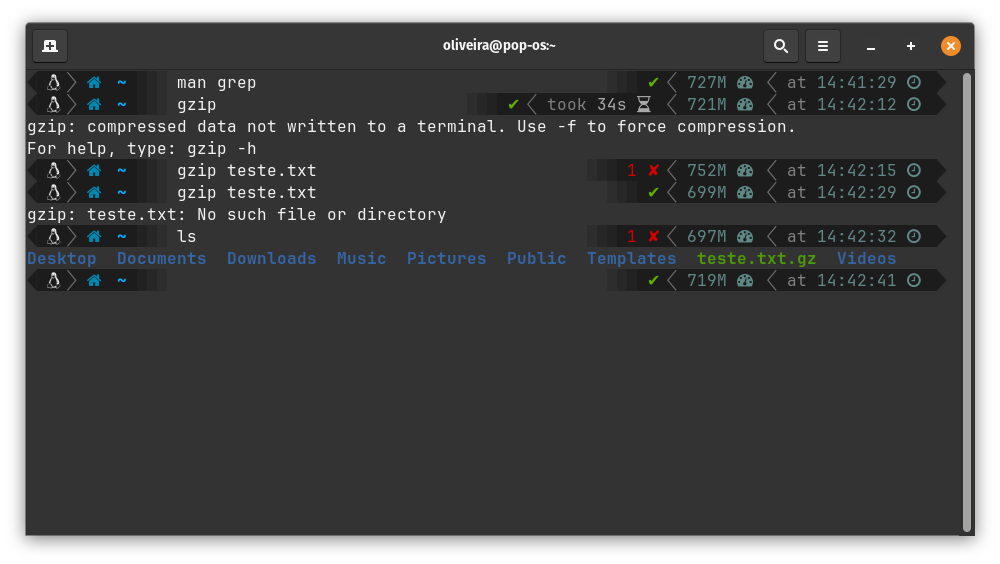 oliveira@pop-os:~
~ man grep ✔ 727M at 14:41:29
~ gzip ✔ took 34s 721M at 14:42:12
gzip: compressed data not written to a terminal. Use -f to force compression.
For help, type: gzip -h
~ gzip teste.txt 1 ✘ 752M at 14:42:15
~ gzip teste.txt ✔ 699M at 14:42:29
gzip: teste.txt: No such file or directory
~ ls 1 ✘ 697M at 14:42:32
Desktop Documents Downloads Music Pictures Public Templates teste.txt.gz Videos
~ ✔ 719M at 14:42:41